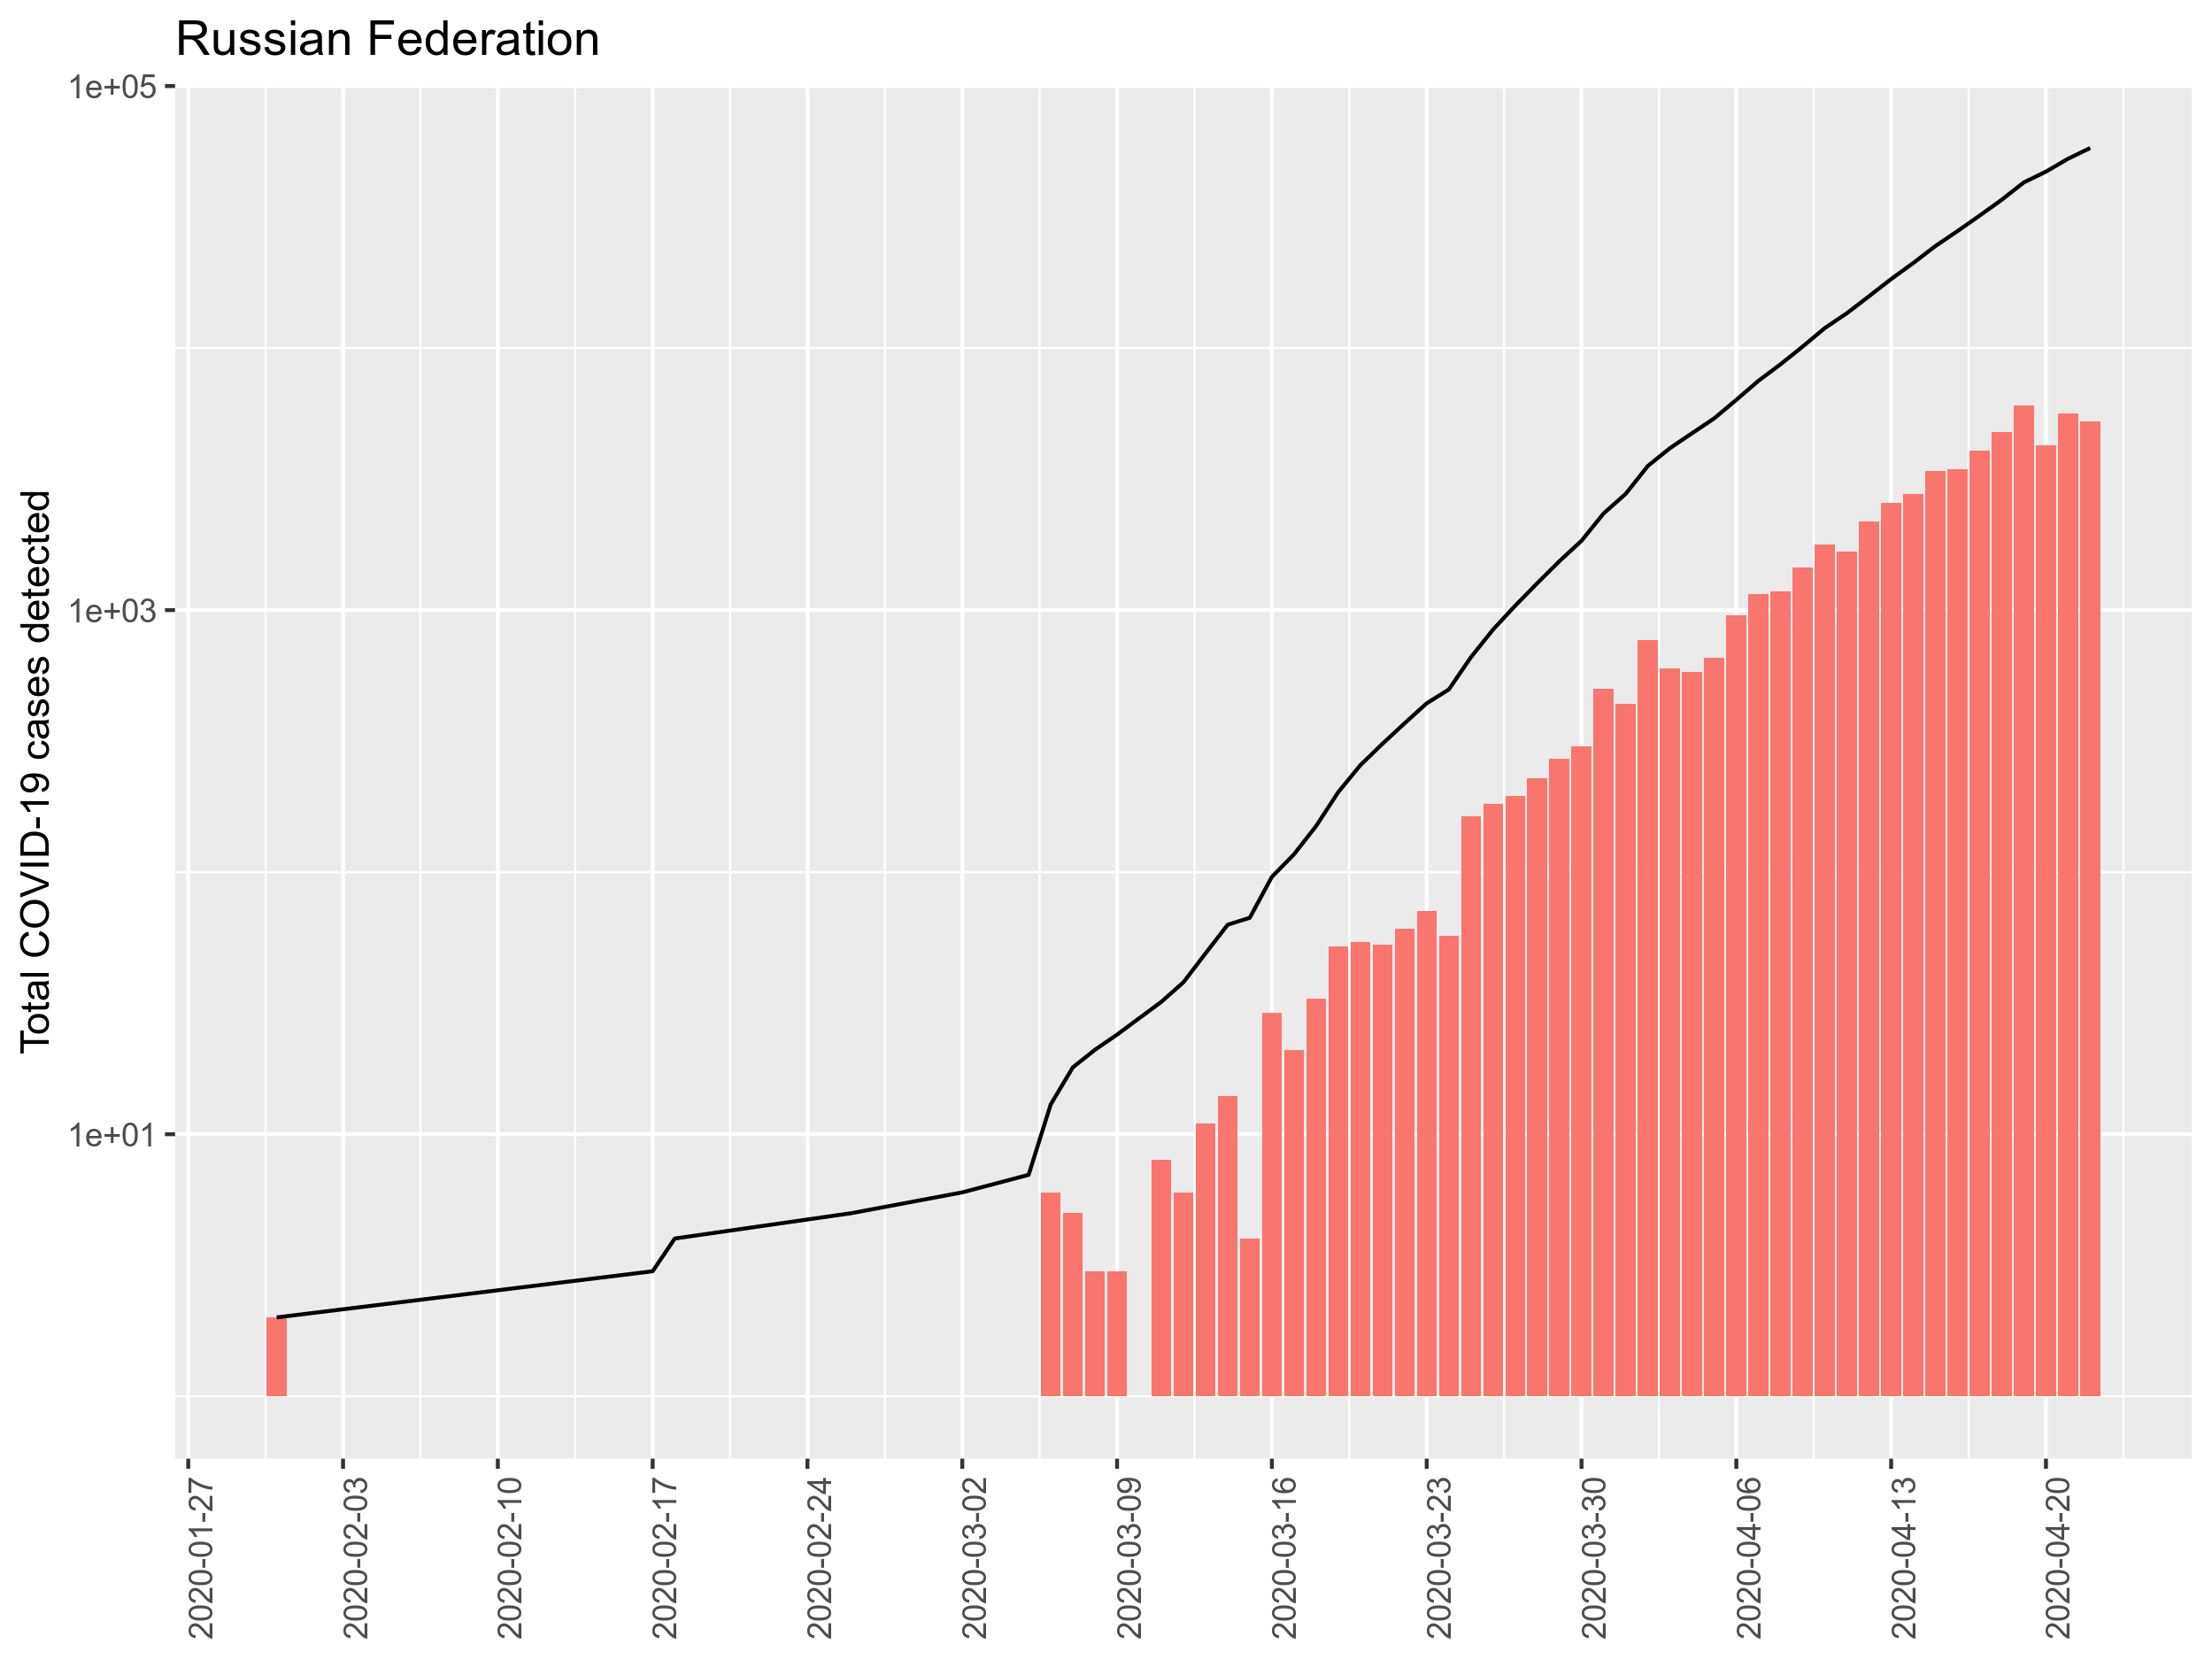 Russian Federation
Total COVID-19 cases detected
1e+05
1e+03
1e+01
2020-01-27
2020-02-03
2020-02-10
2020-02-17
2020-02-24
2020-03-02
2020-03-09
2020-03-16
2020-03-23
2020-03-30
2020-04-06
2020-04-13
2020-04-20